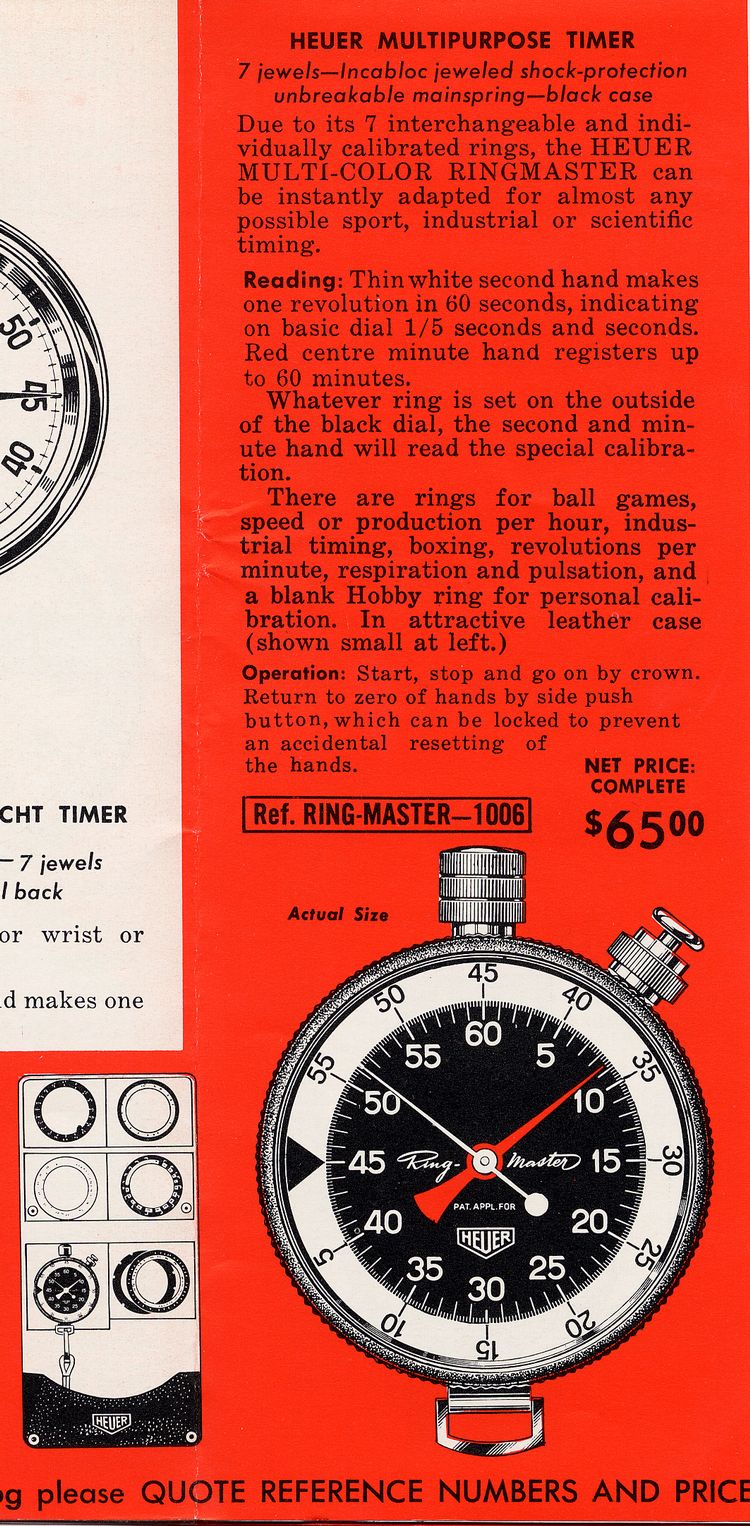 HEUER MULTIPURPOSE TIMER
7 jewels—Incabloc jeweled shock-protection
unbreakable mainspring—black case
Due to its 7 interchangeable and indi-
vidually calibrated rings, the HEUER
MULTI-COLOR RINGMASTER can
be instantly adapted for almost any
possible sport, industrial or scientific
timing.
Reading: Thin white second hand makes
one revolution in 60 seconds, indicating
on basic dial 1/5 seconds and seconds.
Red centre minute hand registers up
to 60 minutes.
Whatever ring is set on the outside
of the black dial, the second and min-
ute hand will read the special calibra-
tion.
There are rings for ball games,
speed or production per hour, indus-
trial timing, boxing, revolutions per
minute, respiration and pulsation, and
a blank Hobby ring for personal cali-
bration. In attractive leather case
(shown small at left.)
Operation: Start, stop and go on by crown.
Return to zero of hands by side push
button, which can be locked to prevent
an accidental resetting of
the hands.
NET PRICE:
COMPLETE
$65.00
Ref. RING-MASTER—1006
Actual Size
50
45
40
CHT TIMER
— 7 jewels
l back
or wrist or
d makes one
45
50
40
55
35
30
5
25
10
20
15
60
55
5
50
10
45
Ring-Master
15
PAT. APPL. FOR
40
20
HEUER
35
25
30
HEUER
og please QUOTE REFERENCE NUMBERS AND PRICE